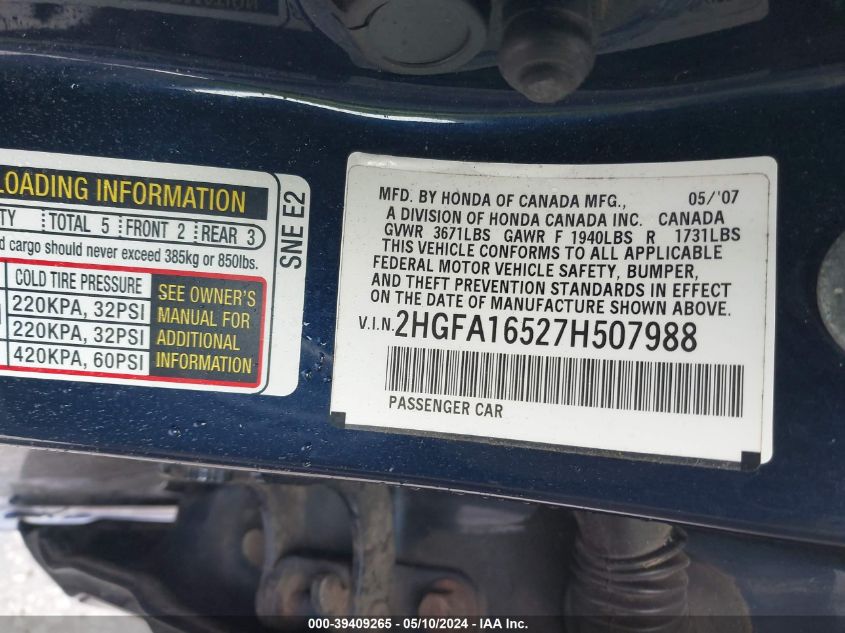 LOADING INFORMATION
TY TOTAL 5 FRONT 2 REAR 3
d cargo should never exceed 385kg or 850lbs.
COLD TIRE PRESSURE
220KPA, 32PSI
220KPA, 32PSI
420KPA, 60PSI
SEE OWNER'S
MANUAL FOR
ADDITIONAL
INFORMATION
SNE E2
MFD. BY HONDA OF CANADA MFG., 05/'07
A DIVISION OF HONDA CANADA INC. CANADA
GVWR 3671LBS GAWR F 1940LBS R 1731LBS
THIS VEHICLE CONFORMS TO ALL APPLICABLE
FEDERAL MOTOR VEHICLE SAFETY, BUMPER,
AND THEFT PREVENTION STANDARDS IN EFFECT
ON THE DATE OF MANUFACTURE SHOWN ABOVE.
V.I.N. 2HGFA16527H507988
PASSENGER CAR
000-39409265 - 05/10/2024 - IAA Inc.